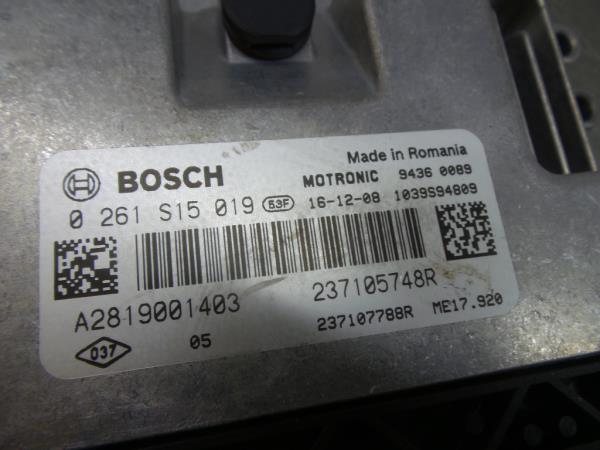 Made in Romania
BOSCH MOTRONIC 9436 0089
0 261 S15 019 53F 16-12-08 1039S94809
A2819001403 237105748R
037 05 237107788R ME17.920